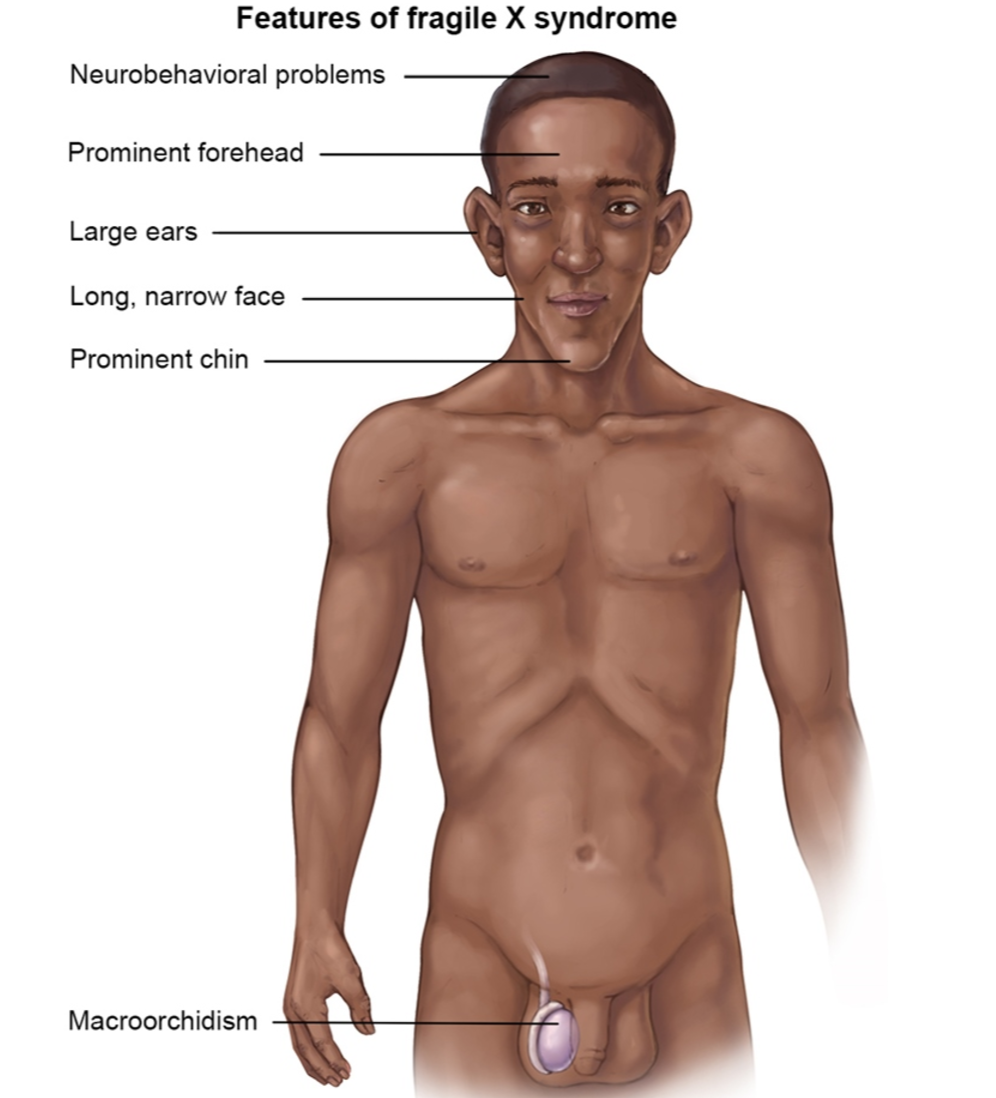 Features of fragile X syndrome
Neurobehavioral problems
Prominent forehead
Large ears
Long, narrow face
Prominent chin
Macroorchidism